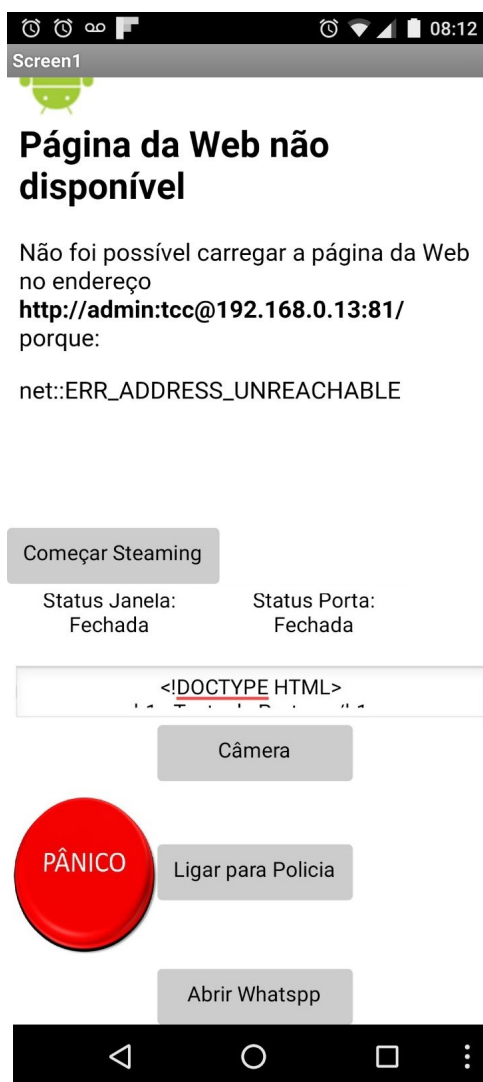 08:12
Screen1
Página da Web não
disponível
Não foi possível carregar a página da Web
no endereço
http://admin:tcc@192.168.0.13:81/
porque:
net::ERR_ADDRESS_UNREACHABLE
Começar Steaming
Status Janela:
Fechada
Status Porta:
Fechada
<!DOCTYPE HTML>
Câmera
PÂNICO
Ligar para Policia
Abrir Whatspp